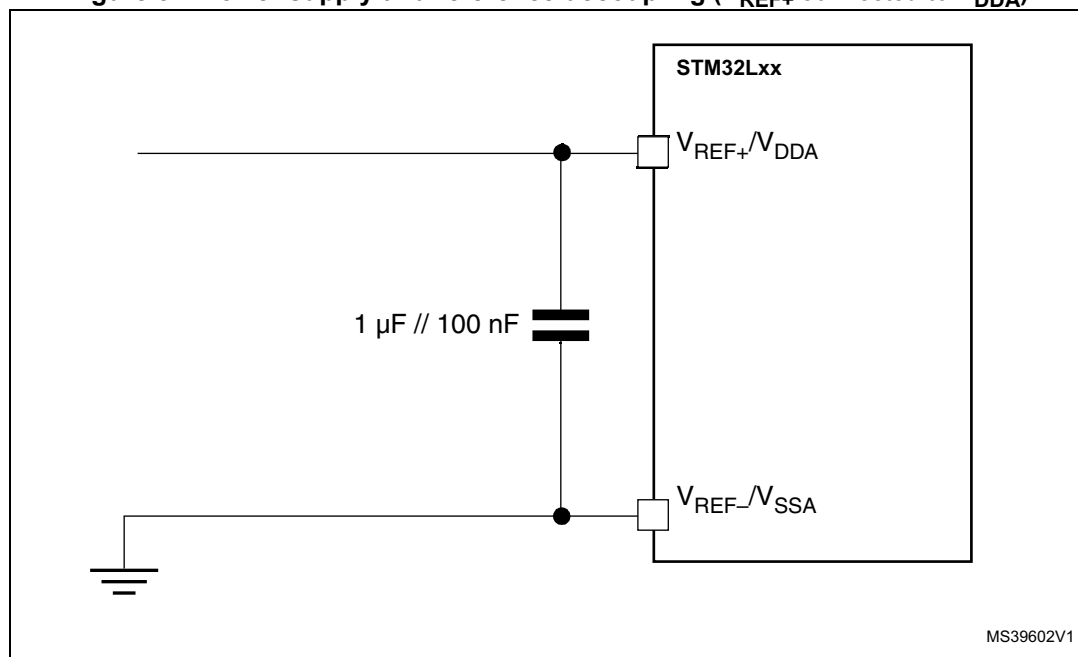 STM32Lxx
VREF+/VDDA
1 µF // 100 nF
VREF–/VSSA
MS39602V1